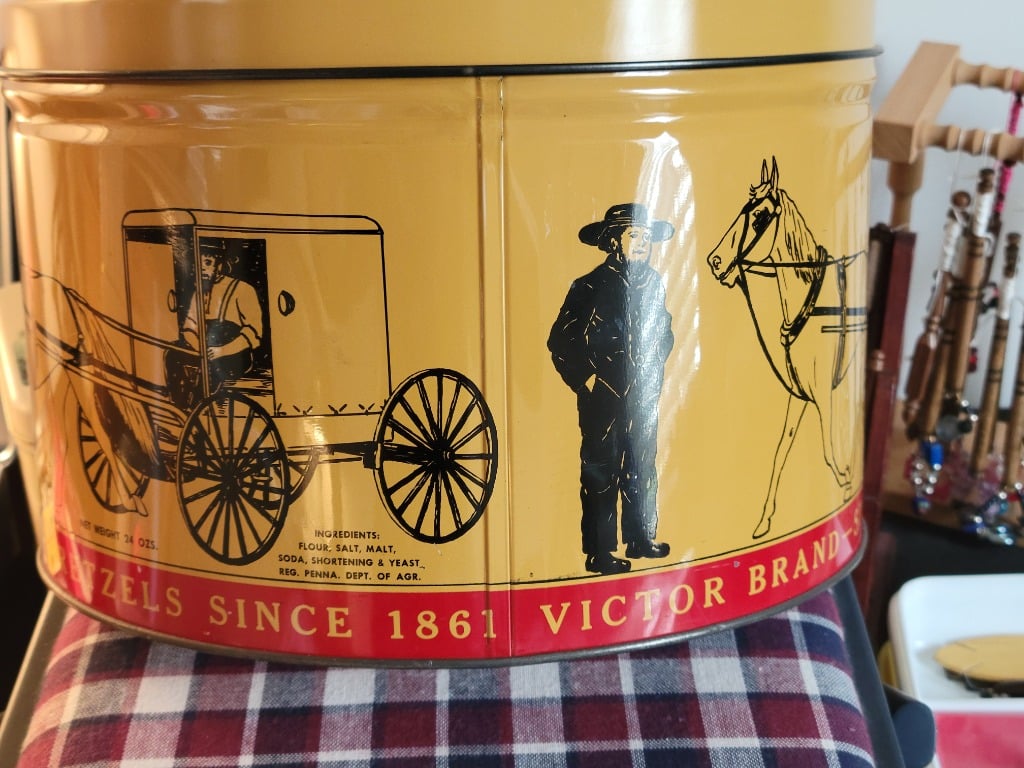 NET WEIGHT 24 OZS.
INGREDIENTS:
FLOUR, SALT, MALT,
SODA, SHORTENING & YEAST.
REG. PENNA. DEPT. OF AGR.
SINCE 1861 VICTOR BRAND